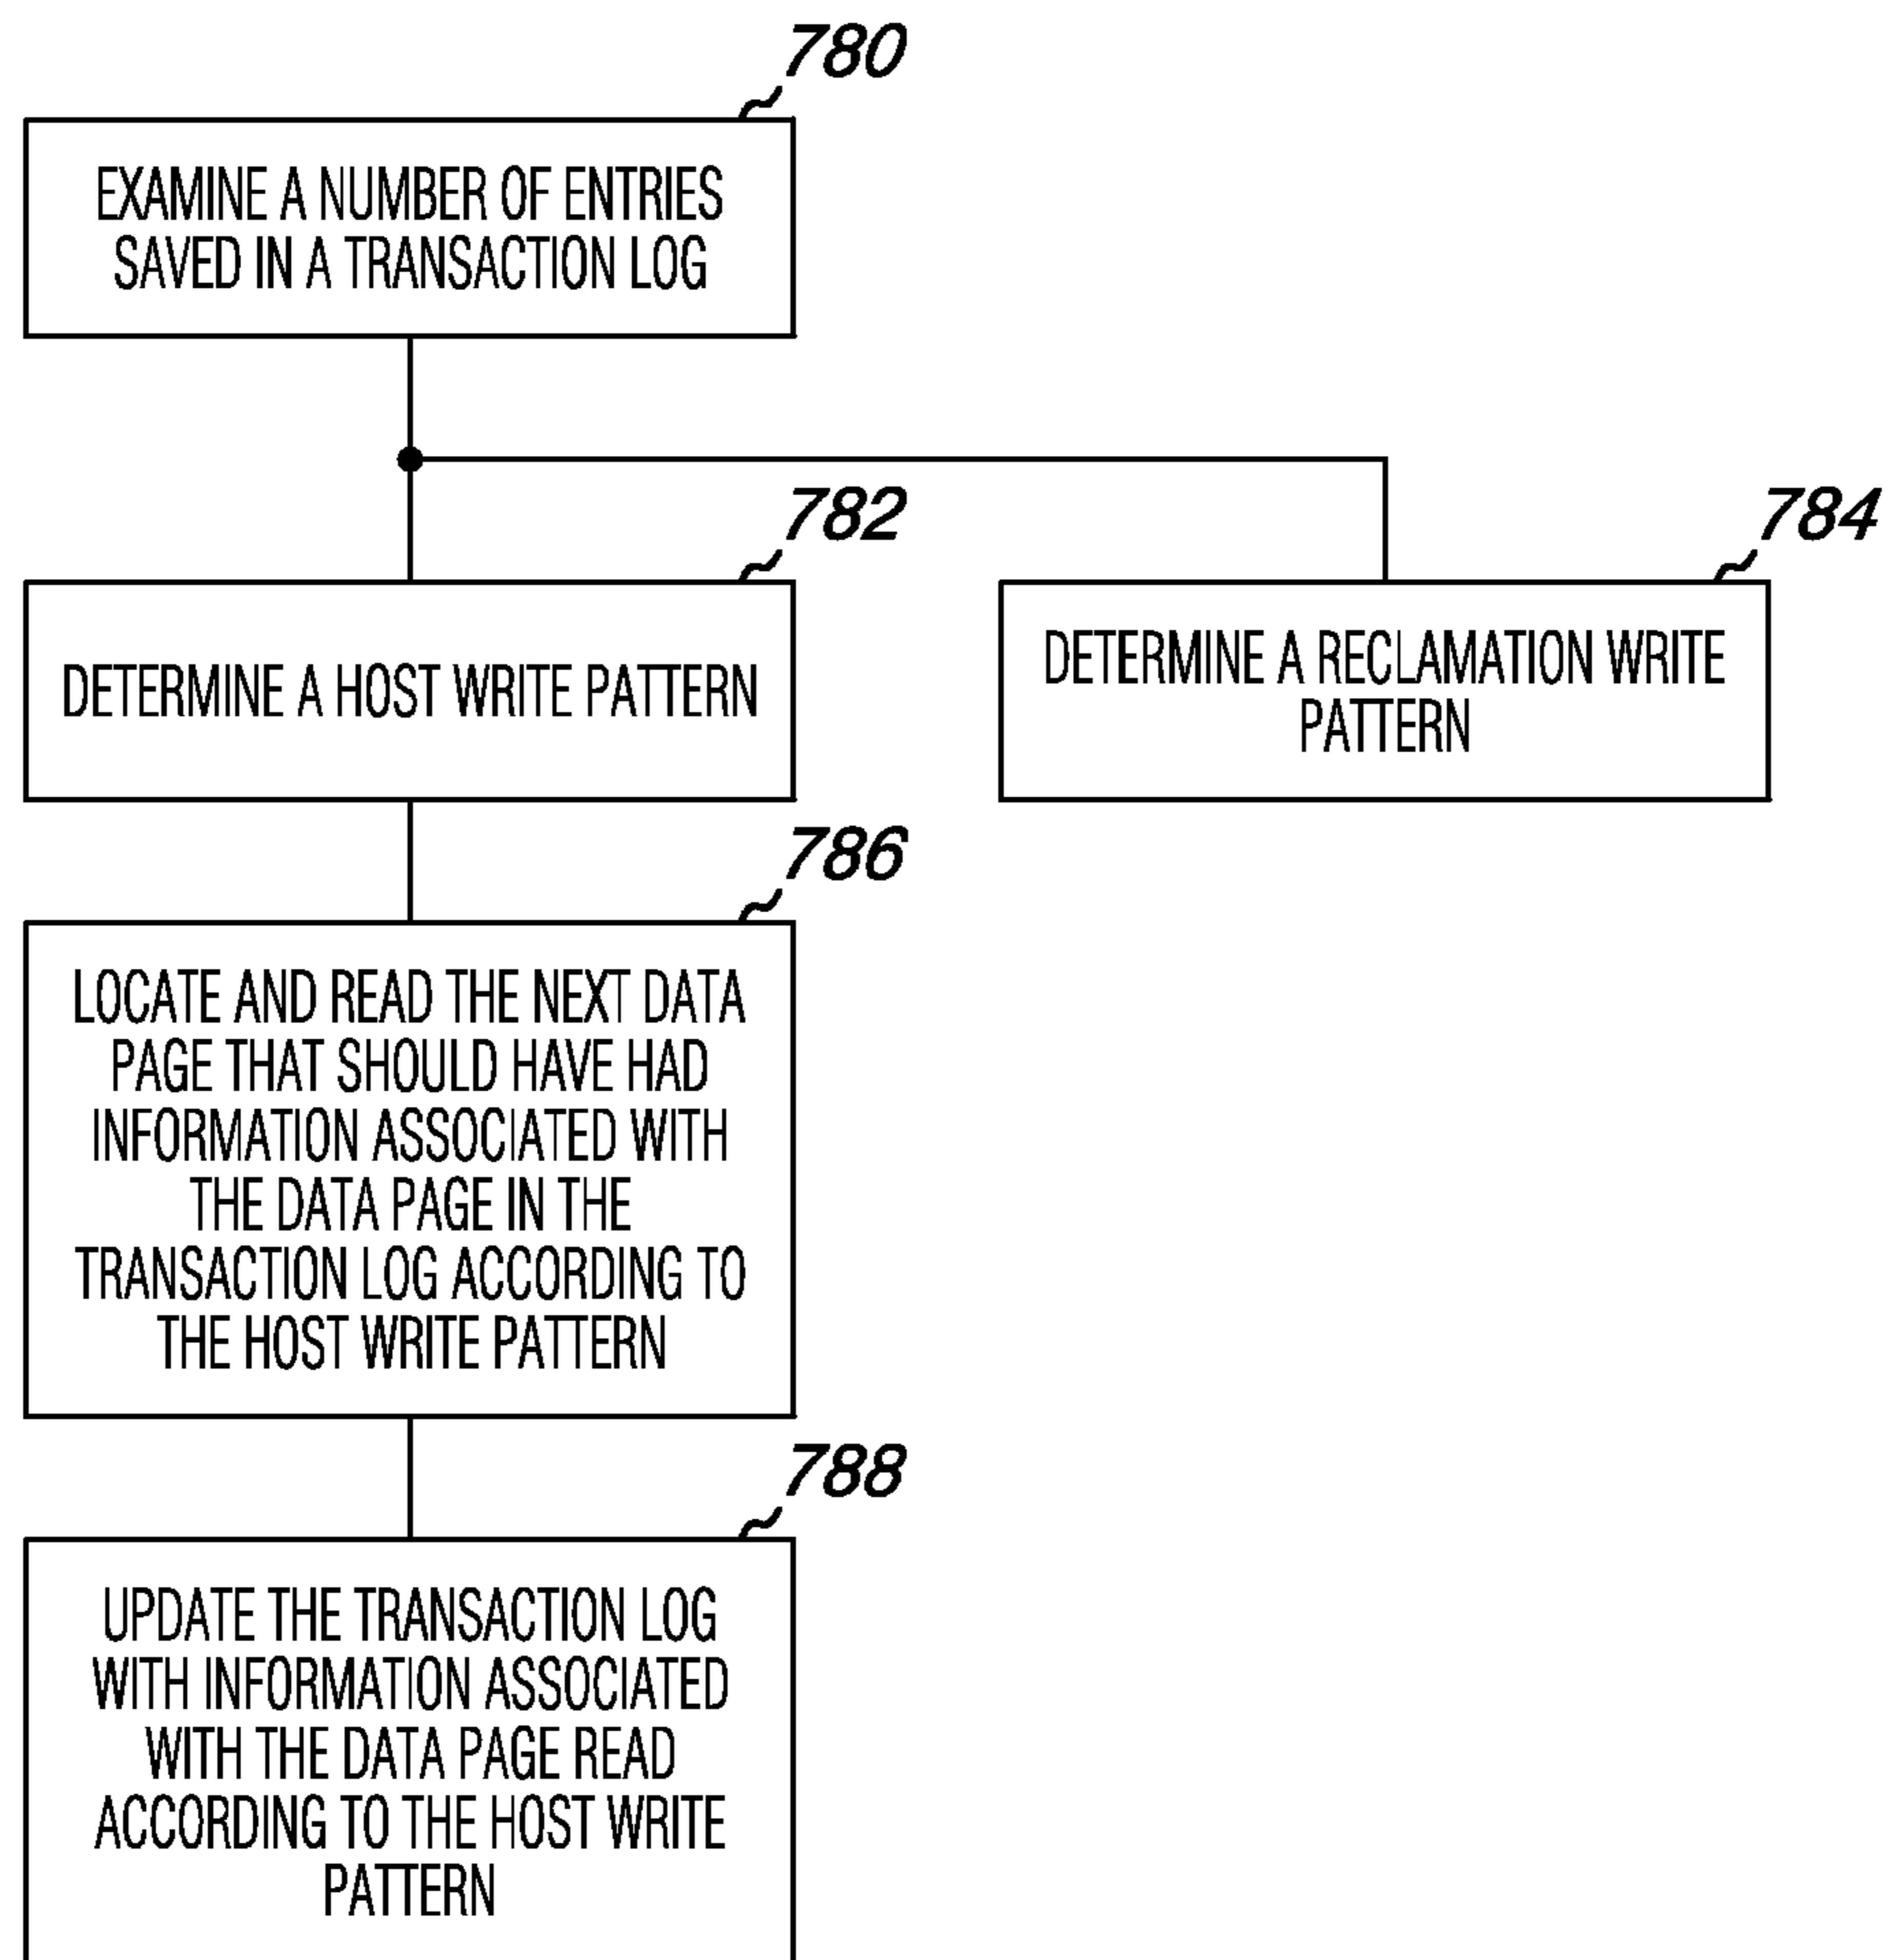 780
EXAMINE A NUMBER OF ENTRIES
SAVED IN A TRANSACTION LOG
782
DETERMINE A HOST WRITE PATTERN
784
DETERMINE A RECLAMATION WRITE
PATTERN
786
LOCATE AND READ THE NEXT DATA
PAGE THAT SHOULD HAVE HAD
INFORMATION ASSOCIATED WITH
THE DATA PAGE IN THE
TRANSACTION LOG ACCORDING TO
THE HOST WRITE PATTERN
788
UPDATE THE TRANSACTION LOG
WITH INFORMATION ASSOCIATED
WITH THE DATA PAGE READ
ACCORDING TO THE HOST WRITE
PATTERN